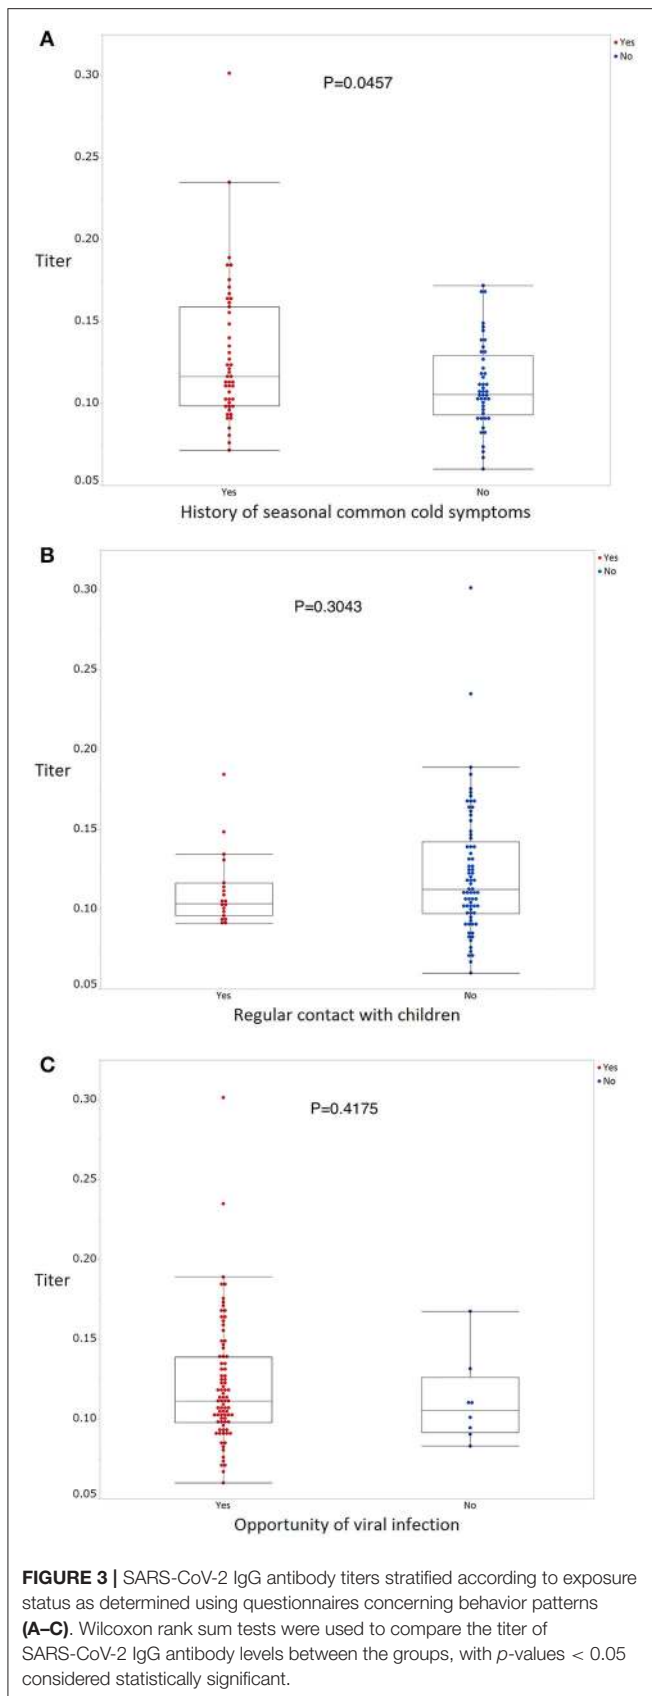 A
Yes
No
P=0.0457
0.30
0.25
0.20
Titer
0.15
0.10
0.05
Yes No
History of seasonal common cold symptoms
B
Yes
No
P=0.3043
0.30
0.25
0.20
Titer
0.15
0.10
0.05
Yes No
Regular contact with children
C
Yes
No
P=0.4175
0.30
0.25
0.20
Titer
0.15
0.10
0.05
Yes No
Opportunity of viral infection
FIGURE 3 | SARS-CoV-2 IgG antibody titers stratified according to exposure
status as determined using questionnaires concerning behavior patterns
(A–C). Wilcoxon rank sum tests were used to compare the titer of
SARS-CoV-2 IgG antibody levels between the groups, with p-values < 0.05
considered statistically significant.